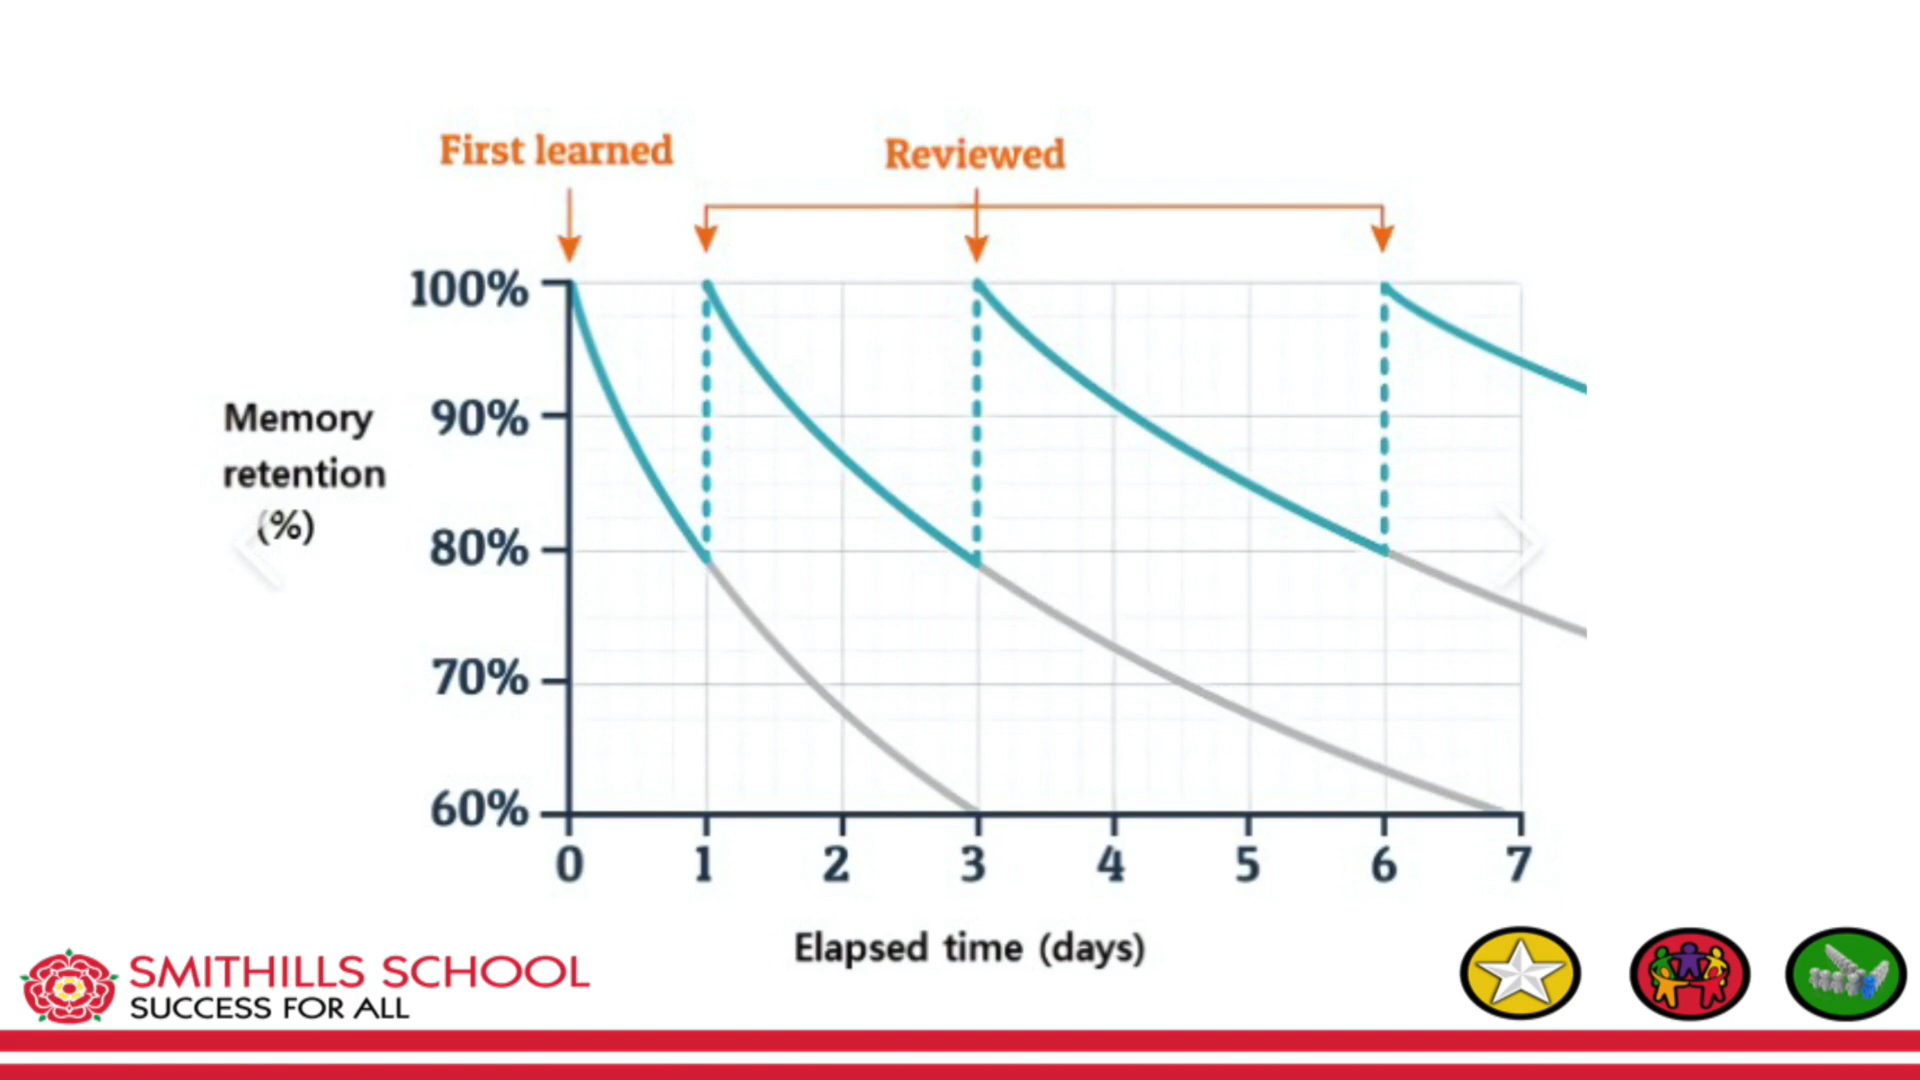 First learned
Reviewed
100%
90%
80%
70%
60%
Memory
retention
(%)
0 1 2 3 4 5 6 7
Elapsed time (days)
SMITHILLS SCHOOL
SUCCESS FOR ALL